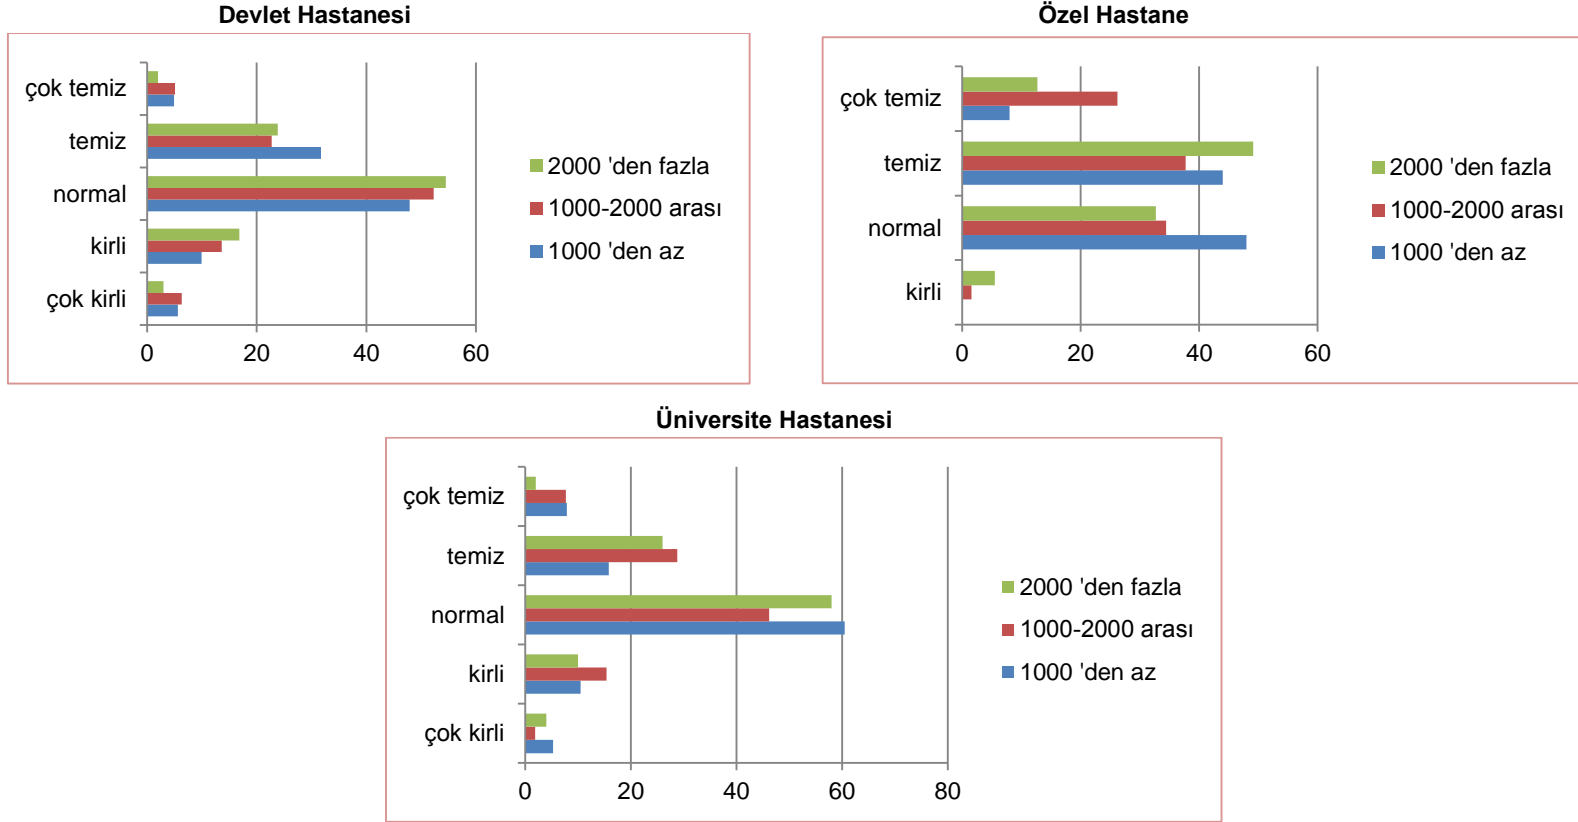 Devlet Hastanesi
çok temiz
temiz
normal
kirli
çok kirli
0 20 40 60
2000 'den fazla
1000-2000 arası
1000 'den az
Özel Hastane
çok temiz
temiz
normal
kirli
0 20 40 60
2000 'den fazla
1000-2000 arası
1000 'den az
Üniversite Hastanesi
çok temiz
temiz
normal
kirli
çok kirli
0 20 40 60 80
2000 'den fazla
1000-2000 arası
1000 'den az